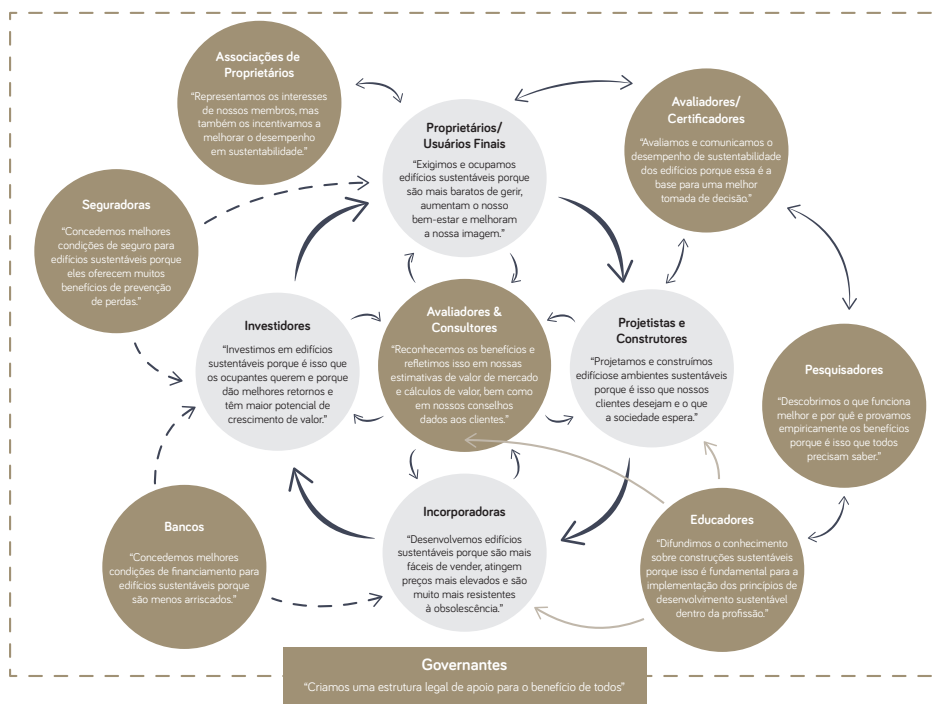 Associações de
Proprietários
“Representamos os interesses
de nossos membros, mas
também os incentivamos a
melhorar o desempenho
em sustentabilidade.”
Proprietários/
Usuários Finais
“Exigimos e ocupamos
edifícios sustentáveis porque
são mais baratos de gerir,
aumentam o nosso
bem-estar e melhoram
a nossa imagem.”
Avaliadores/
Certificadores
“Avaliamos e comunicamos o
desempenho de sustentabilidade
dos edifícios porque essa é a
base para uma melhor
tomada de decisão.”
Seguradoras
“Concedemos melhores
condições de seguro para
edifícios sustentáveis porque
eles oferecem muitos
benefícios de prevenção
de perdas.”
Investidores
“Investimos em edifícios
sustentáveis porque é isso que
os ocupantes querem e porque
dão melhores retornos e
têm maior potencial de
crescimento de valor.”
Avaliadores &
Consultores
“Reconhecemos os benefícios e
refletimos isso em nossas
estimativas de valor de mercado
e cálculos de valor, bem como
em nossos conselhos
dados aos clientes.”
Projetistas e
Construtores
“Projetamos e construímos
edifíciose ambientes sustentáveis
porque é isso que nossos
clientes desejam e o que
a sociedade espera.”
Pesquisadores
“Descobrimos o que funciona
melhor e por quê e provamos
empiricamente os benefícios
porque é isso que todos
precisam saber.”
Bancos
“Concedemos melhores
condições de financiamento para
edifícios sustentáveis porque
são menos arriscados.”
Incorporadoras
“Desenvolvemos edifícios
sustentáveis porque são mais
fáceis de vender, atingem
preços mais elevados e são
muito mais resistentes
à obsolescência.”
Educadores
“Difundimos o conhecimento
sobre construções sustentáveis
porque isso é fundamental para a
implementação dos princípios de
desenvolvimento sustentável
dentro da profissão.”
Governantes
“Criamos uma estrutura legal de apoio para o benefício de todos”